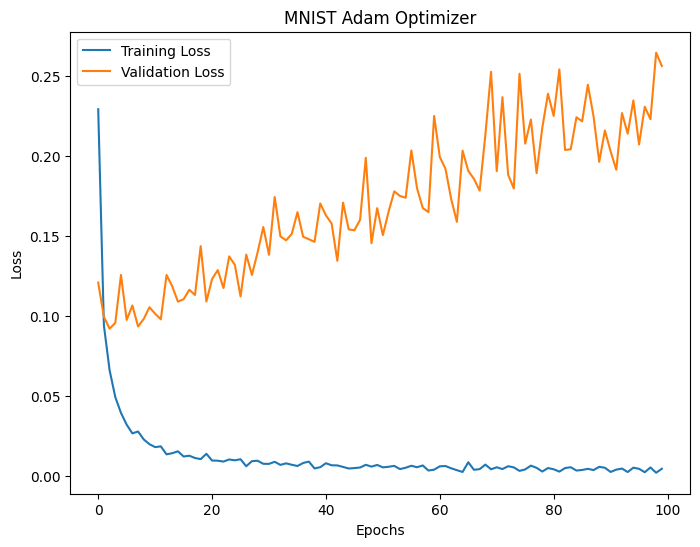 MNIST Adam Optimizer
Training Loss
Validation Loss
0.25
0.20
0.15
0.10
0.05
0.00
Loss
0
20
40
60
80
100
Epochs